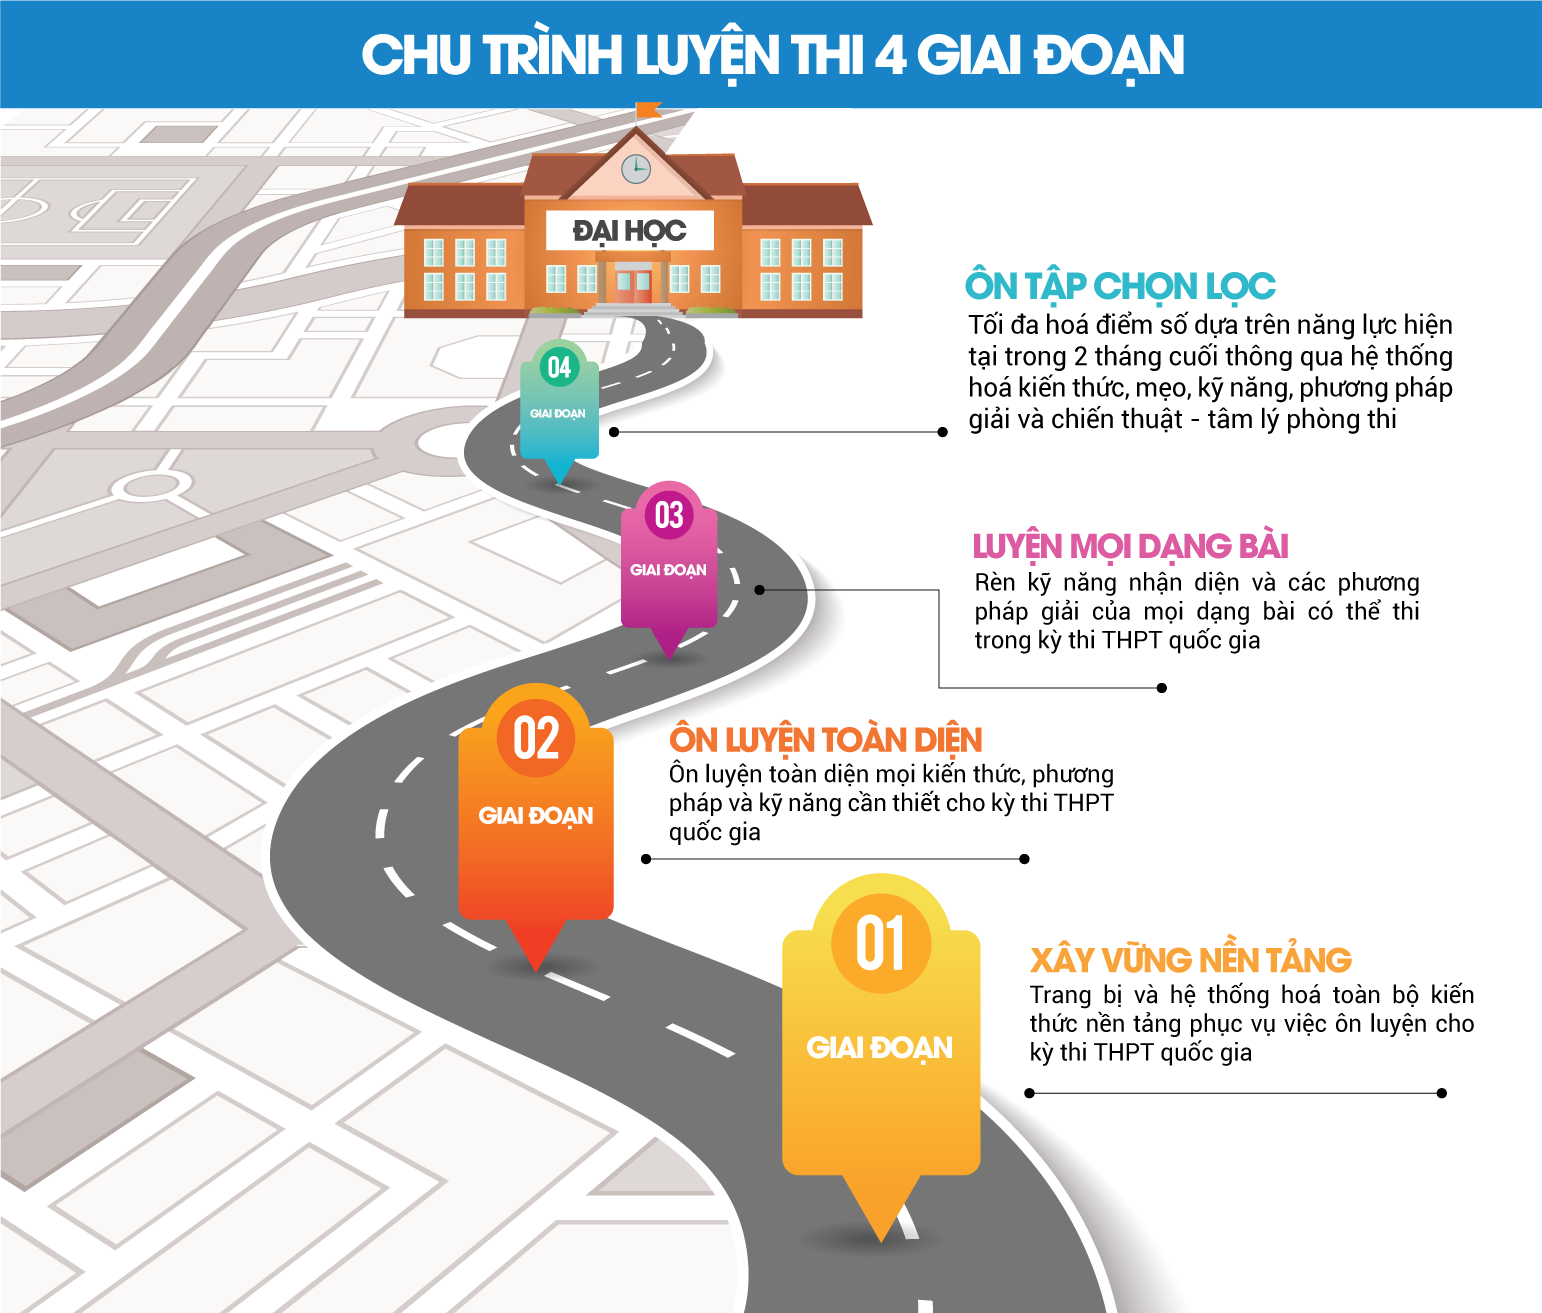 CHU TRÌNH LUYỆN THI 4 GIAI ĐOẠN
ĐẠI HỌC
04
GIAI ĐOẠN
ÔN TẬP CHỌN LỌC
Tối đa hoá điểm số dựa trên năng lực hiện
tại trong 2 tháng cuối thông qua hệ thống
hoá kiến thức, mẹo, kỹ năng, phương pháp
giải và chiến thuật - tâm lý phòng thi
03
GIAI ĐOẠN
LUYỆN MỌI DẠNG BÀI
Rèn kỹ năng nhận diện và các phương
pháp giải của mọi dạng bài có thể thi
trong kỳ thi THPT quốc gia
02
GIAI ĐOẠN
ÔN LUYỆN TOÀN DIỆN
Ôn luyện toàn diện mọi kiến thức, phương
pháp và kỹ năng cần thiết cho kỳ thi THPT
quốc gia
01
GIAI ĐOẠN
XÂY VỮNG NỀN TẢNG
Trang bị và hệ thống hoá toàn bộ kiến
thức nền tảng phục vụ việc ôn luyện cho
kỳ thi THPT quốc gia